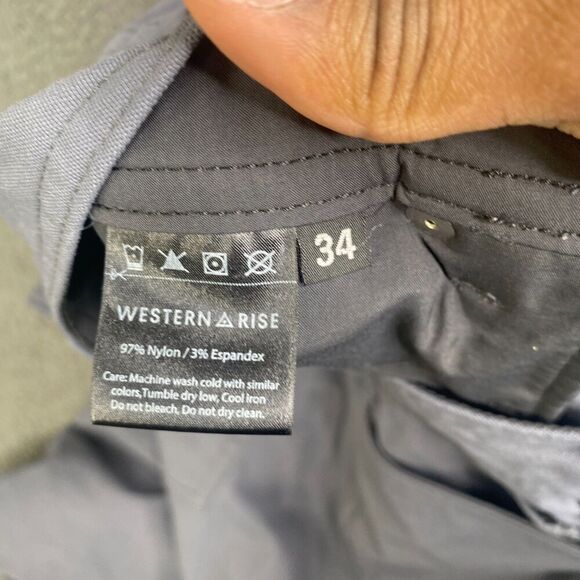 34
WESTERN RISE
97% Nylon / 3% Espandex
Care: Machine wash cold with similar
colors,Tumble dry low, Cool Iron
Do not bleach. Do not dry clean.